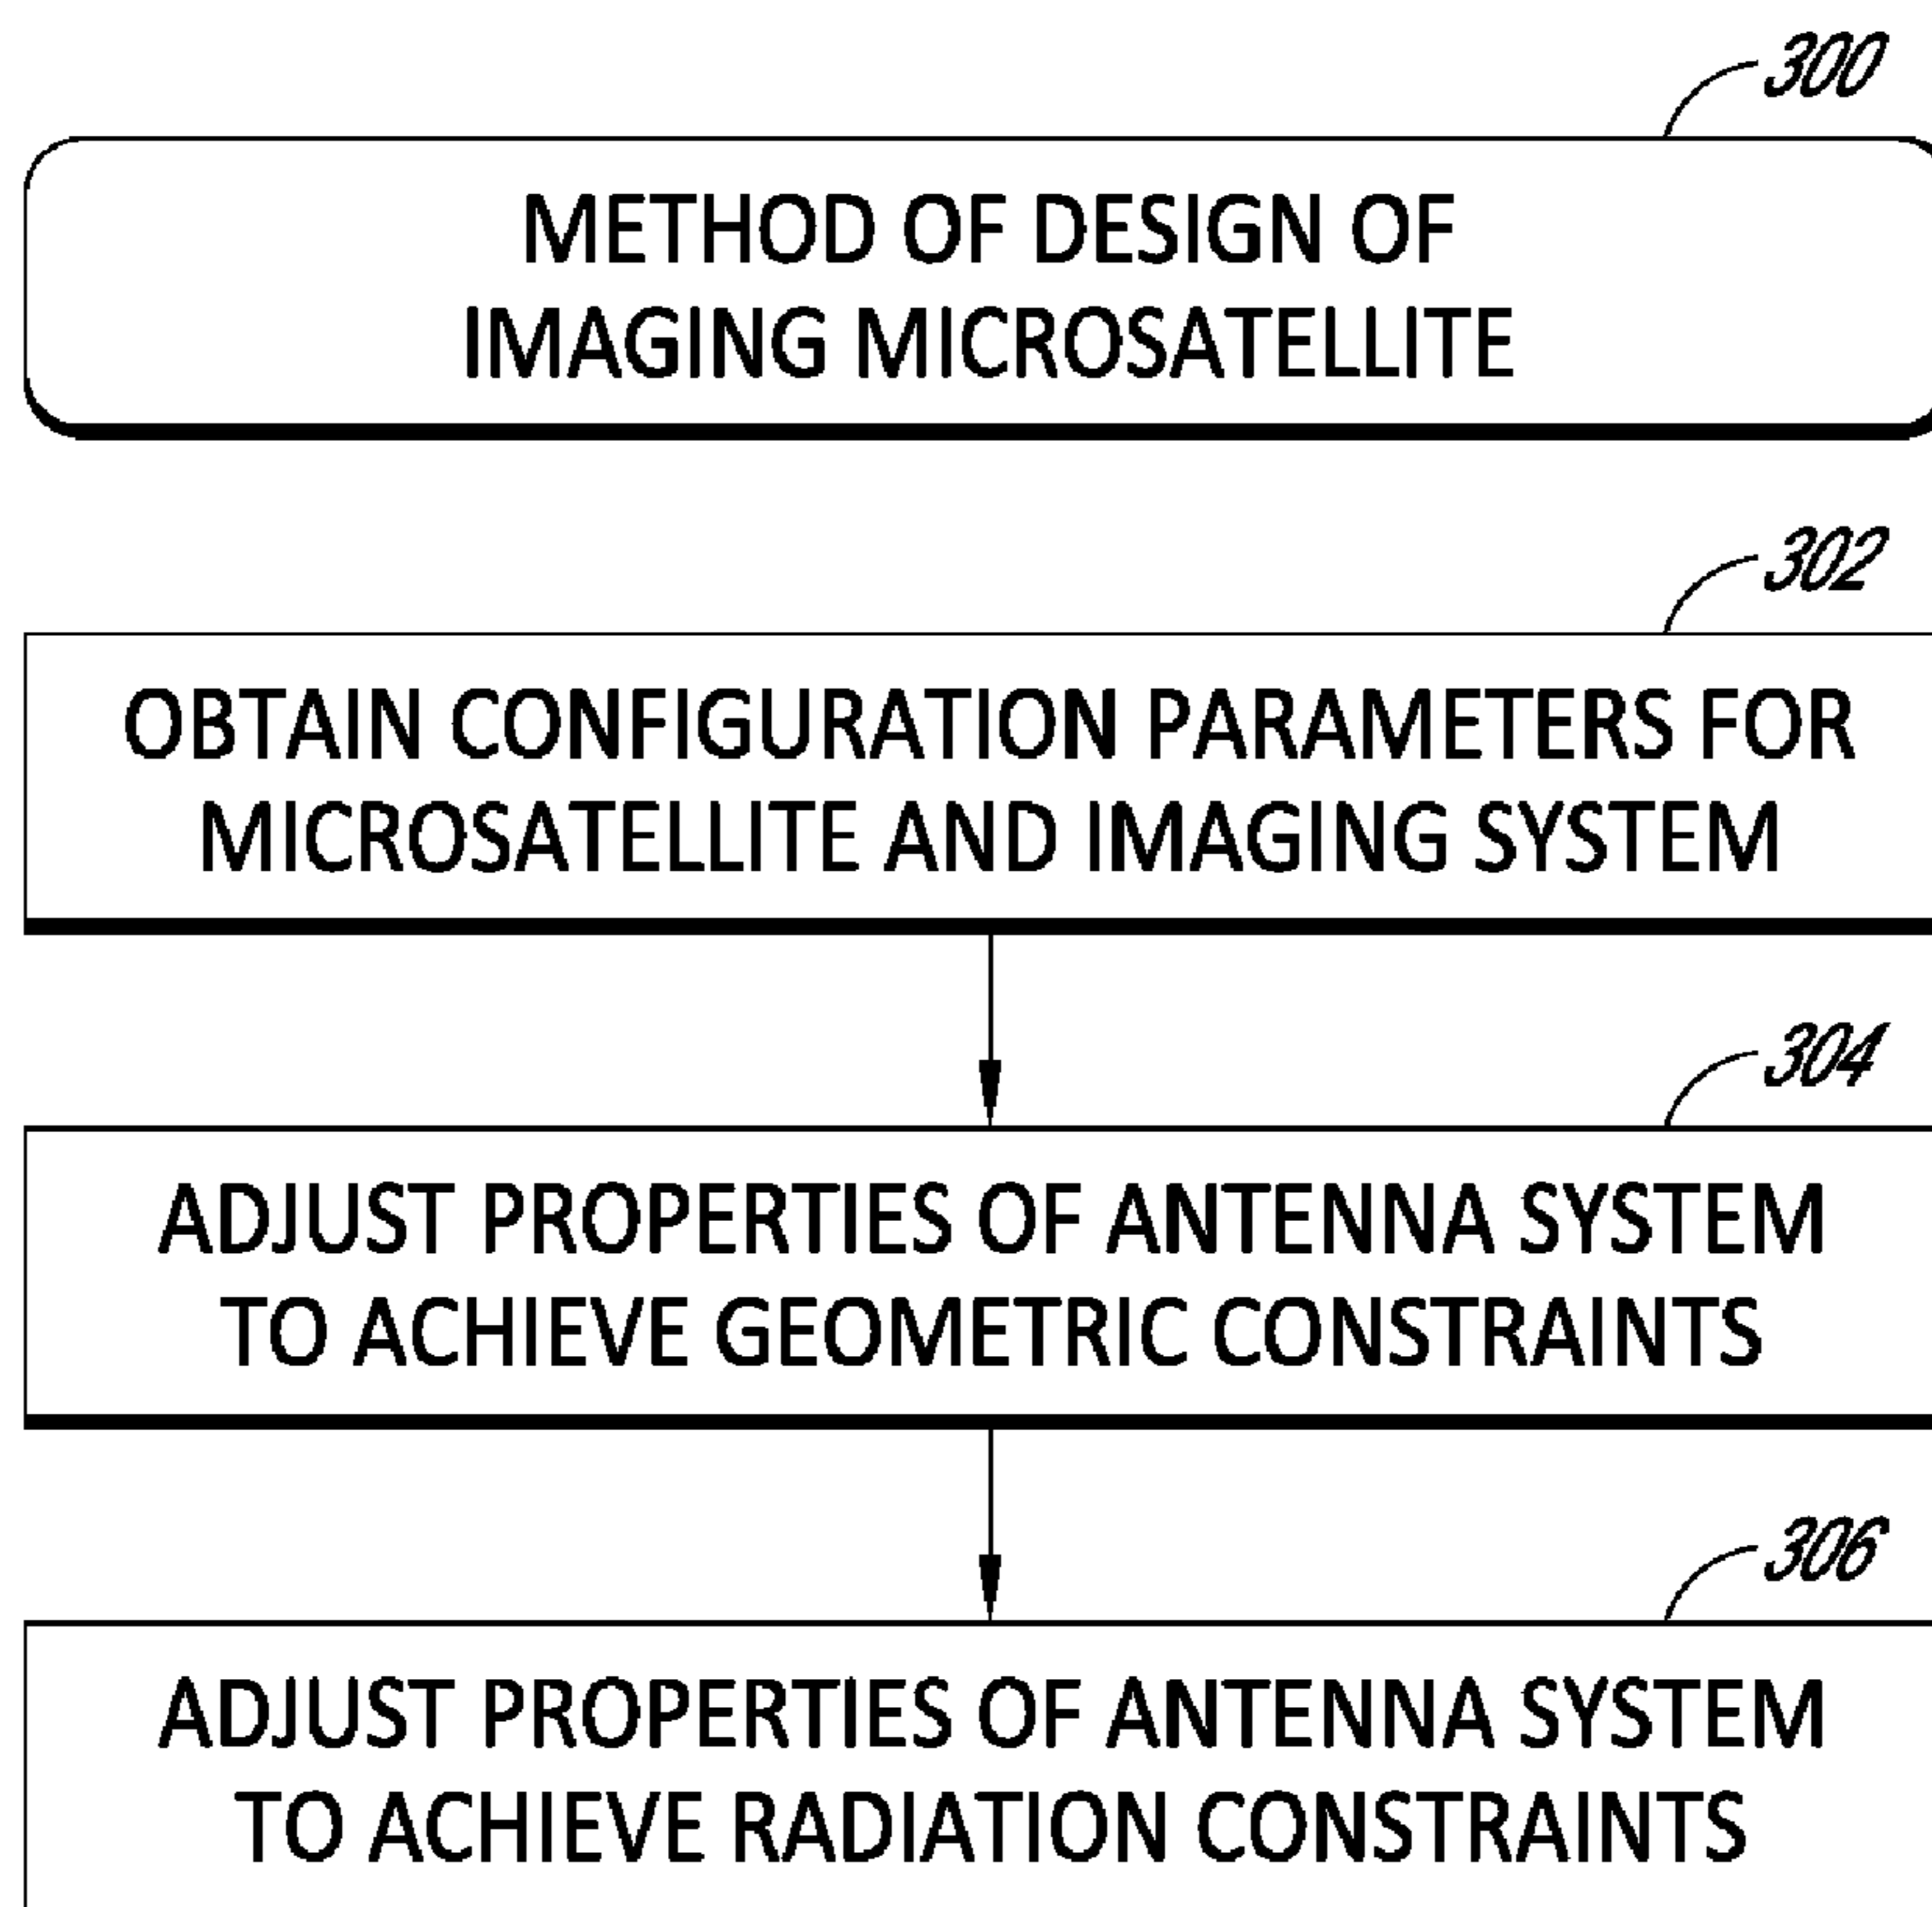 300
METHOD OF DESIGN OF
IMAGING MICROSATELLITE
302
OBTAIN CONFIGURATION PARAMETERS FOR
MICROSATELLITE AND IMAGING SYSTEM
304
ADJUST PROPERTIES OF ANTENNA SYSTEM
TO ACHIEVE GEOMETRIC CONSTRAINTS
306
ADJUST PROPERTIES OF ANTENNA SYSTEM
TO ACHIEVE RADIATION CONSTRAINTS